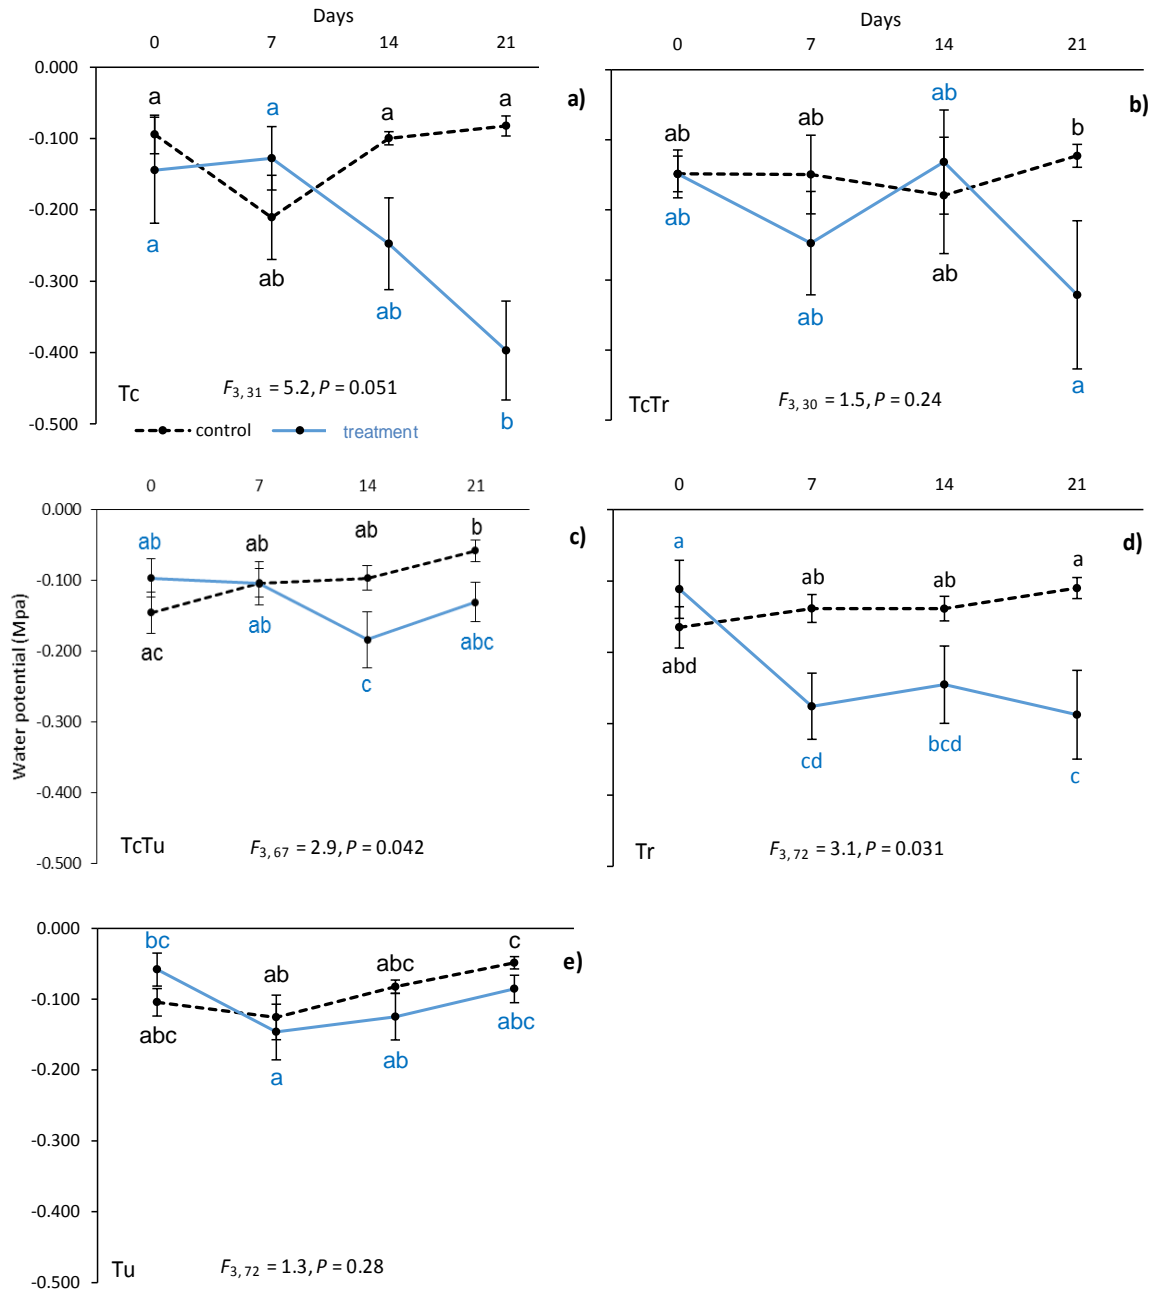 Days
0 7 14 21
0.000
-0.100
-0.200
-0.300
-0.400
-0.500
a a a a
a ab ab b
a)
Tc
F3, 31 = 5.2, P = 0.051
control treatment
Days
0 7 14 21
ab ab ab b
ab ab ab a
b)
TcTr
F3, 30 = 1.5, P = 0.24
Water potential (Mpa)
0 7 14 21
0.000
-0.100
-0.200
-0.300
-0.400
-0.500
ab ab ab b
ac ab c abc
c)
TcTu
F3, 67 = 2.9, P = 0.042
0 7 14 21
a ab ab a
abd cd bcd c
d)
Tr
F3, 72 = 3.1, P = 0.031
0.000
-0.100
-0.200
-0.300
-0.400
-0.500
bc ab abc c
abc a ab abc
e)
Tu
F3, 72 = 1.3, P = 0.28